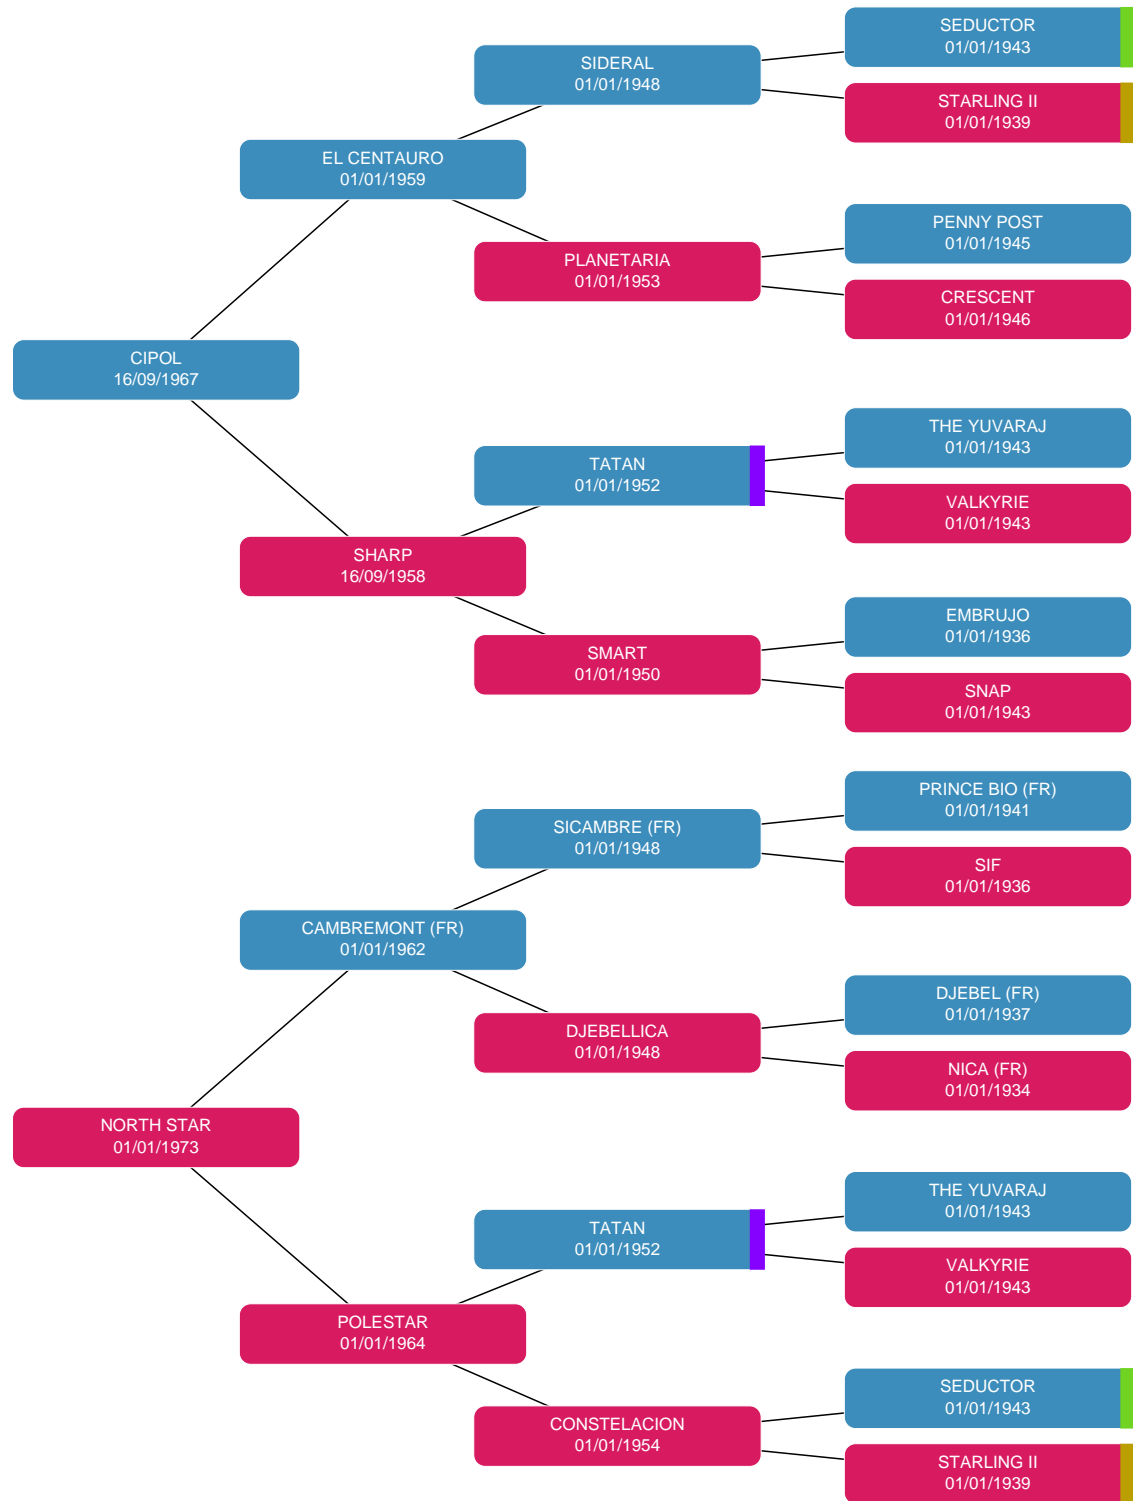 SEDUCTOR
01/01/1943
SIDERAL
01/01/1948
STARLING II
01/01/1939
EL CENTAURO
01/01/1959
PENNY POST
01/01/1945
PLANETARIA
01/01/1953
CRESCENT
01/01/1946
CIPOL
16/09/1967
THE YUVARAJ
01/01/1943
TATAN
01/01/1952
VALKYRIE
01/01/1943
SHARP
16/09/1958
EMBRUJO
01/01/1936
SMART
01/01/1950
SNAP
01/01/1943
PRINCE BIO (FR)
01/01/1941
SICAMBRE (FR)
01/01/1948
SIF
01/01/1936
CAMBREMONT (FR)
01/01/1962
DJEBEL (FR)
01/01/1937
DJEBELLICA
01/01/1948
NICA (FR)
01/01/1934
NORTH STAR
01/01/1973
THE YUVARAJ
01/01/1943
TATAN
01/01/1952
VALKYRIE
01/01/1943
POLESTAR
01/01/1964
SEDUCTOR
01/01/1943
CONSTELACION
01/01/1954
STARLING II
01/01/1939